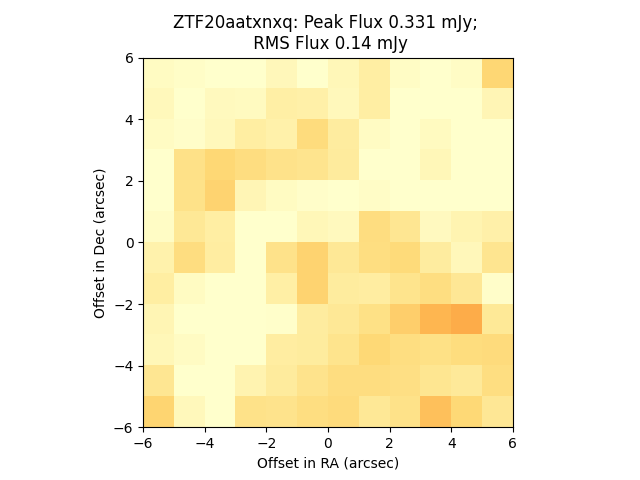 ZTF20aatxnxq: Peak Flux 0.331 mJy;
RMS Flux 0.14 mJy
6
4
2
0
−2
−4
−6
Offset in Dec (arcsec)
−6 −4 −2 0 2 4 6
Offset in RA (arcsec)